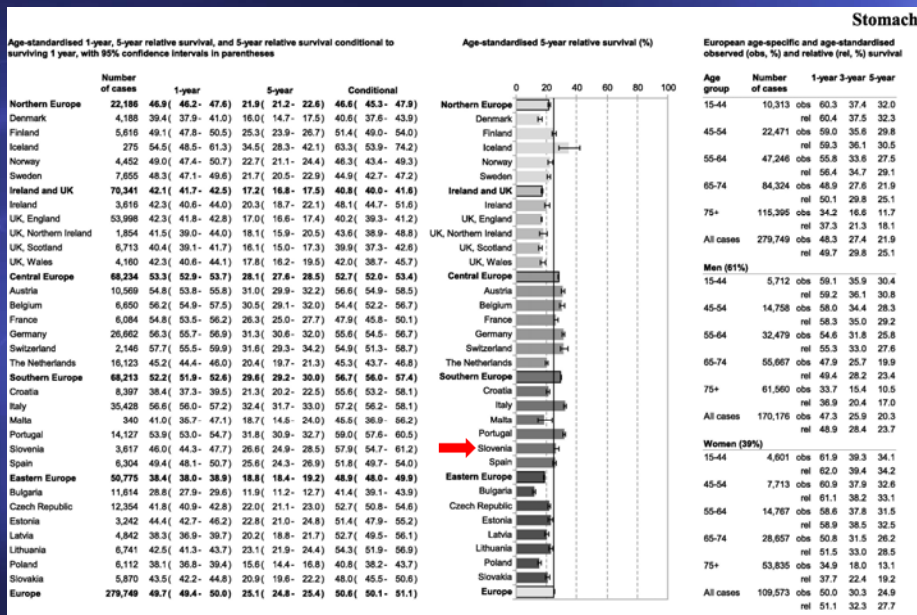 Stomach
Age-standardised 1-year, 5-year relative survival, and 5-year relative survival conditional to
surviving 1 year, with 95% confidence intervals in parentheses
Number of cases 1-year 5-year Conditional
Northern Europe 22,186 46.9( 46.2- 47.6) 21.9( 21.2- 22.6) 46.6( 45.3- 47.9)
Denmark 4,188 39.4( 37.9- 41.0) 16.0( 14.7- 17.5) 40.6( 37.6- 43.9)
Finland 5,616 49.1( 47.8- 50.5) 25.3( 23.9- 26.7) 51.4( 49.0- 54.0)
Iceland 275 54.5( 48.5- 61.3) 34.5( 28.3- 42.1) 63.3( 53.9- 74.2)
Norway 4,452 49.0( 47.4- 50.7) 22.7( 21.1- 24.4) 46.3( 43.4- 49.3)
Sweden 7,655 48.3( 47.1- 49.6) 21.7( 20.5- 22.9) 44.9( 42.7- 47.2)
Ireland and UK 70,341 42.1( 41.7- 42.5) 17.2( 16.8- 17.5) 40.8( 40.0- 41.6)
Ireland 3,616 42.3( 40.6- 44.0) 20.3( 18.7- 22.1) 48.1( 44.7- 51.6)
UK, England 53,998 42.3( 41.8- 42.8) 17.0( 16.6- 17.4) 40.2( 39.3- 41.2)
UK, Northern Ireland 1,854 41.5( 39.0- 44.0) 18.1( 15.9- 20.5) 43.6( 38.9- 48.8)
UK, Scotland 6,713 40.4( 39.1- 41.7) 16.1( 15.0- 17.3) 39.9( 37.3- 42.6)
UK, Wales 4,160 42.3( 40.6- 44.1) 17.8( 16.2- 19.5) 42.0( 38.7- 45.7)
Central Europe 68,234 53.3( 52.9- 53.7) 28.1( 27.6- 28.5) 52.7( 52.0- 53.4)
Austria 10,569 54.8( 53.8- 55.8) 31.0( 29.9- 32.2) 56.6( 54.9- 58.5)
Belgium 6,650 56.2( 54.9- 57.5) 30.5( 29.1- 32.0) 54.4( 52.2- 56.7)
France 6,084 54.8( 53.5- 56.2) 26.3( 25.0- 27.7) 47.9( 45.8- 50.1)
Germany 26,662 56.3( 55.7- 56.9) 31.3( 30.6- 32.0) 55.6( 54.5- 56.7)
Switzerland 2,146 57.7( 55.5- 59.9) 31.6( 29.3- 34.2) 54.9( 51.3- 58.7)
The Netherlands 16,123 45.2( 44.4- 46.0) 20.4( 19.7- 21.3) 45.3( 43.7- 46.8)
Southern Europe 68,213 52.2( 51.9- 52.6) 29.6( 29.2- 30.0) 56.7( 56.0- 57.4)
Croatia 8,397 38.4( 37.3- 39.5) 21.3( 20.2- 22.5) 55.6( 53.2- 58.1)
Italy 35,428 56.6( 56.0- 57.2) 32.4( 31.7- 33.0) 57.2( 56.2- 58.1)
Malta 340 41.0( 35.7- 47.1) 18.7( 14.5- 24.0) 45.5( 36.9- 56.2)
Portugal 14,127 53.9( 53.0- 54.7) 31.8( 30.9- 32.7) 59.0( 57.6- 60.5)
Slovenia 3,617 46.0( 44.3- 47.7) 26.6( 24.9- 28.5) 57.9( 54.7- 61.2)
Spain 6,304 49.4( 48.1- 50.7) 25.6( 24.3- 26.9) 51.8( 49.7- 54.0)
Eastern Europe 50,775 38.4( 38.0- 38.9) 18.8( 18.4- 19.2) 48.9( 48.0- 49.9)
Bulgaria 11,614 28.8( 27.9- 29.6) 11.9( 11.2- 12.7) 41.4( 39.1- 43.9)
Czech Republic 12,354 41.8( 40.9- 42.8) 22.0( 21.1- 23.0) 52.7( 50.8- 54.6)
Estonia 3,242 44.4( 42.7- 46.2) 22.8( 21.0- 24.8) 51.4( 47.9- 55.2)
Latvia 4,842 38.3( 36.9- 39.7) 20.2( 18.8- 21.7) 52.7( 49.5- 56.1)
Lithuania 6,741 42.5( 41.3- 43.7) 23.1( 21.9- 24.4) 54.3( 51.9- 56.9)
Poland 6,112 38.1( 36.8- 39.4) 15.6( 14.4- 16.8) 40.8( 38.2- 43.7)
Slovakia 5,870 43.5( 42.2- 44.8) 20.9( 19.6- 22.2) 48.0( 45.5- 50.6)
Europe 279,749 49.7( 49.4- 50.0) 25.1( 24.8- 25.4) 50.6( 50.1- 51.1)
Age-standardised 5-year relative survival (%)
0 20 40 60 80 100
Northern Europe
Denmark
Finland
Iceland
Norway
Sweden
Ireland and UK
Ireland
UK, England
UK, Northern Ireland
UK, Scotland
UK, Wales
Central Europe
Austria
Belgium
France
Germany
Switzerland
The Netherlands
Southern Europe
Croatia
Italy
Malta
Portugal
Slovenia
Spain
Eastern Europe
Bulgaria
Czech Republic
Estonia
Latvia
Lithuania
Poland
Slovakia
Europe
European age-specific and age-standardised
observed (obs, %) and relative (rel, %) survival
Age group Number of cases 1-year 3-year 5-year
15-44 10,313 obs 60.3 37.4 32.0
rel 60.4 37.5 32.3
45-54 22,471 obs 59.0 35.6 29.8
rel 59.3 36.1 30.5
55-64 47,246 obs 55.8 33.6 27.5
rel 56.4 34.7 29.1
65-74 84,324 obs 48.9 27.6 21.9
rel 50.1 29.8 25.1
75+ 115,395 obs 34.2 16.6 11.7
rel 37.3 21.3 18.1
All cases 279,749 obs 48.3 27.4 21.9
rel 49.7 29.8 25.1
Men (61%)
15-44 5,712 obs 59.1 35.9 30.4
rel 59.2 36.1 30.8
45-54 14,758 obs 58.0 34.4 28.3
rel 58.3 35.0 29.2
55-64 32,479 obs 54.6 31.8 25.8
rel 55.3 33.0 27.6
65-74 55,667 obs 47.9 25.7 19.9
rel 49.4 28.2 23.4
75+ 61,560 obs 33.7 15.4 10.5
rel 36.9 20.4 17.0
All cases 170,176 obs 47.3 25.9 20.3
rel 48.9 28.4 23.7
Women (39%)
15-44 4,601 obs 61.9 39.3 34.1
rel 62.0 39.4 34.2
45-54 7,713 obs 60.9 37.9 32.6
rel 61.1 38.2 33.1
55-64 14,767 obs 58.6 37.8 31.5
rel 58.9 38.5 32.5
65-74 28,657 obs 50.8 31.5 26.2
rel 51.5 33.0 28.5
75+ 53,835 obs 34.9 18.0 13.1
rel 37.7 22.4 19.2
All cases 109,573 obs 50.0 30.3 24.9
rel 51.1 32.3 27.7